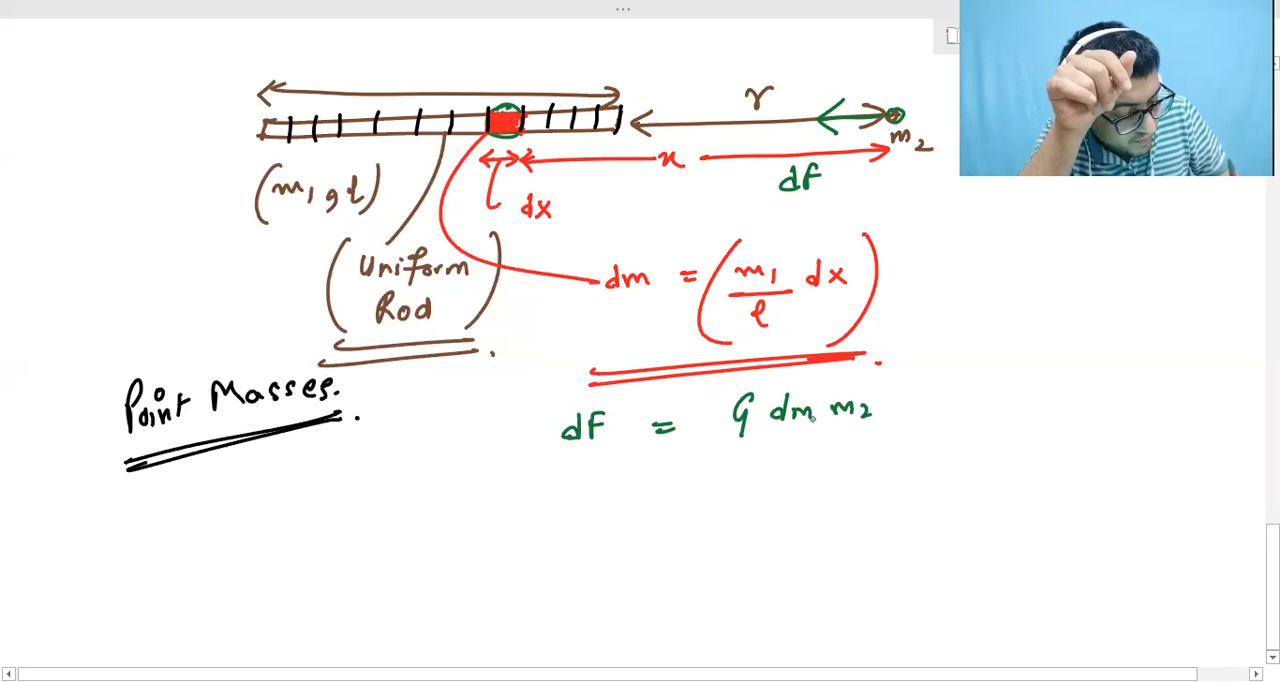 r
m2
x
dF
(m1, l)
dx
(Uniform
Rod)
dm = (m1/l dx)
Point Masses.
dF = G dm m2